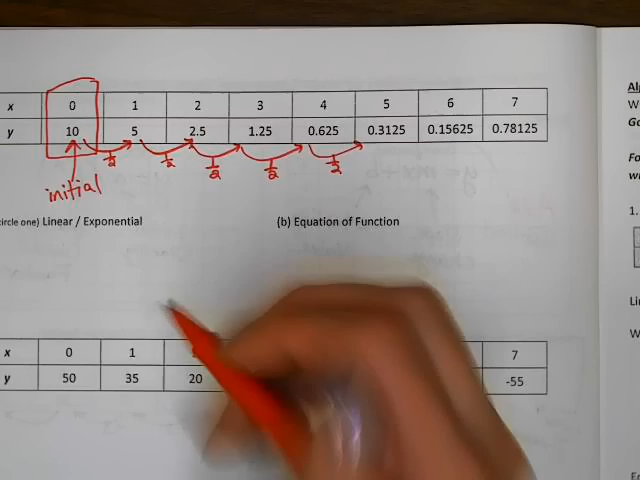 x 0 1 2 3 4 5 6 7
y 10 5 2.5 1.25 0.625 0.3125 0.15625 0.78125
1/2 1/2 1/2 1/2 1/2
initial
circle one) Linear / Exponential (b) Equation of Function
x 0 1 7
y 50 35 20 -55
Alg
W
Go
Fo
wi
1.
Lin
W